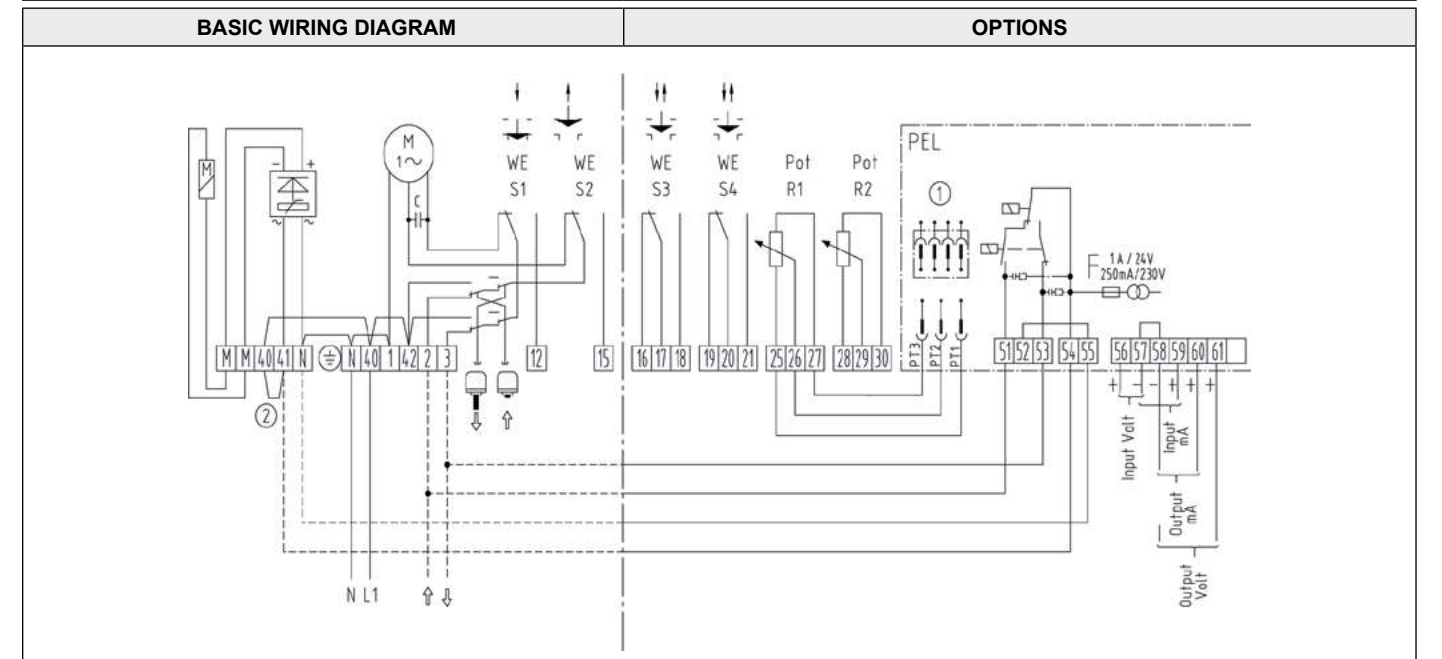 BASIC WIRING DIAGRAM
OPTIONS
M
- +
~ ~
M
1~
C
WE
S1
WE
S2
WE
S3
WE
S4
Pot
R1
Pot
R2
PEL
①
F 1A / 24V
250mA/230V
M M 40 41 N N 40 1 42 2 3
12
15
16 17 18
19 20 21
25 26 27
28 29 30
PT3
PT2
PT1
51 52 53 54 55
56 57 58 59 60 61
②
+ - - + + +
Input Volt
Input
mA
Output
mA
Output
Volt
N L1